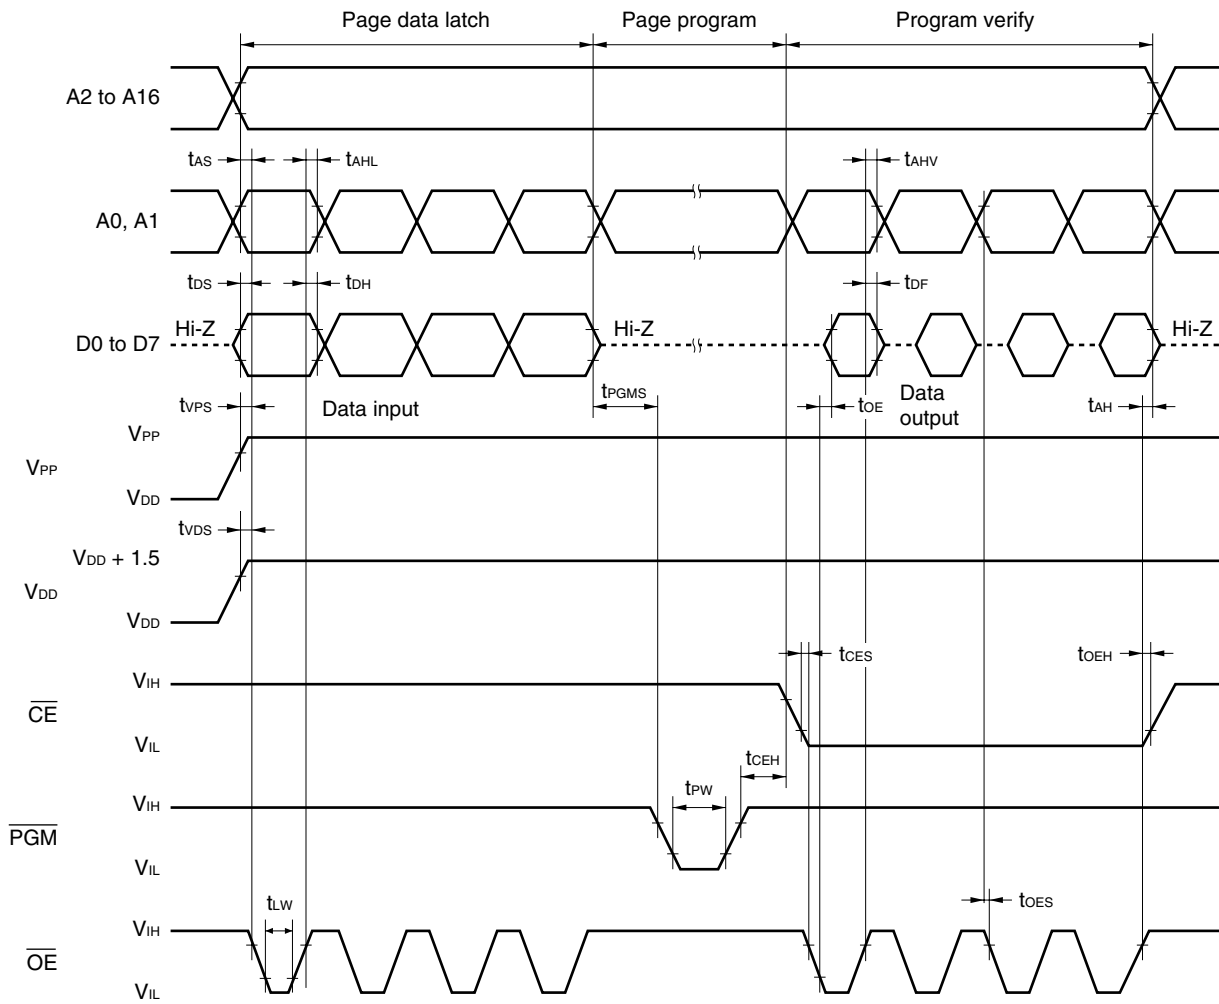 Page data latch Page program Program verify
A2 to A16
tAS tAHL tAHV
A0, A1
tDS tDH tDF
Hi-Z Hi-Z Hi-Z
D0 to D7
tPGMS
tVPS Data input tOE Data output tAH
VPP
VPP
VDD
tVDS
VDD + 1.5
VDD
VDD
tCES tOEH
VIH
CE
VIL
tCEH
VIH tPW
PGM
VIL
tLW tOES
VIH
OE
VIL